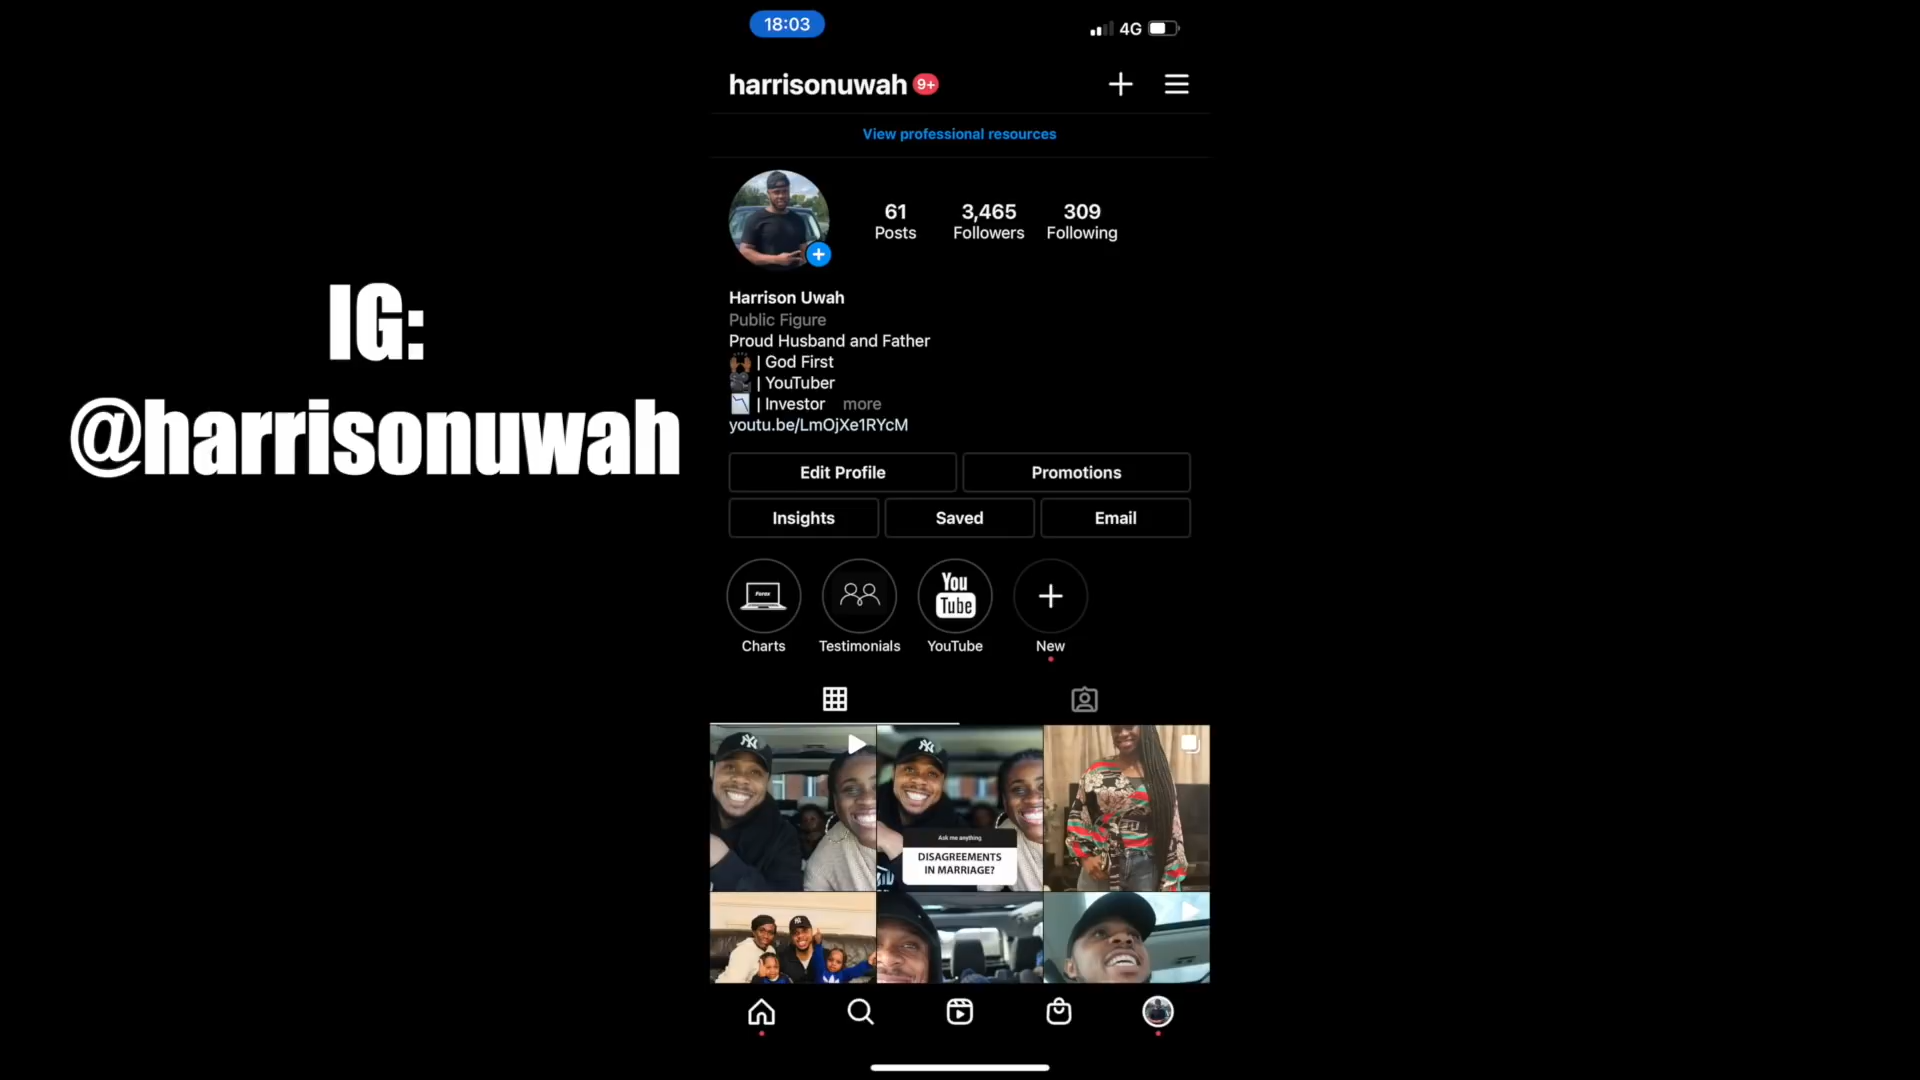 18:03
4G
harrisonuwah 9+
View professional resources
61
Posts
3,465
Followers
309
Following
Harrison Uwah
Public Figure
Proud Husband and Father
| God First
| YouTuber
| Investor more
youtu.be/LmOjXe1RYcM
Edit Profile
Promotions
Insights
Saved
Email
Forex
You
Tube
Charts
Testimonials
YouTube
New
Ask me anything
DISAGREEMENTS
IN MARRIAGE?
IG:
@harrisonuwah